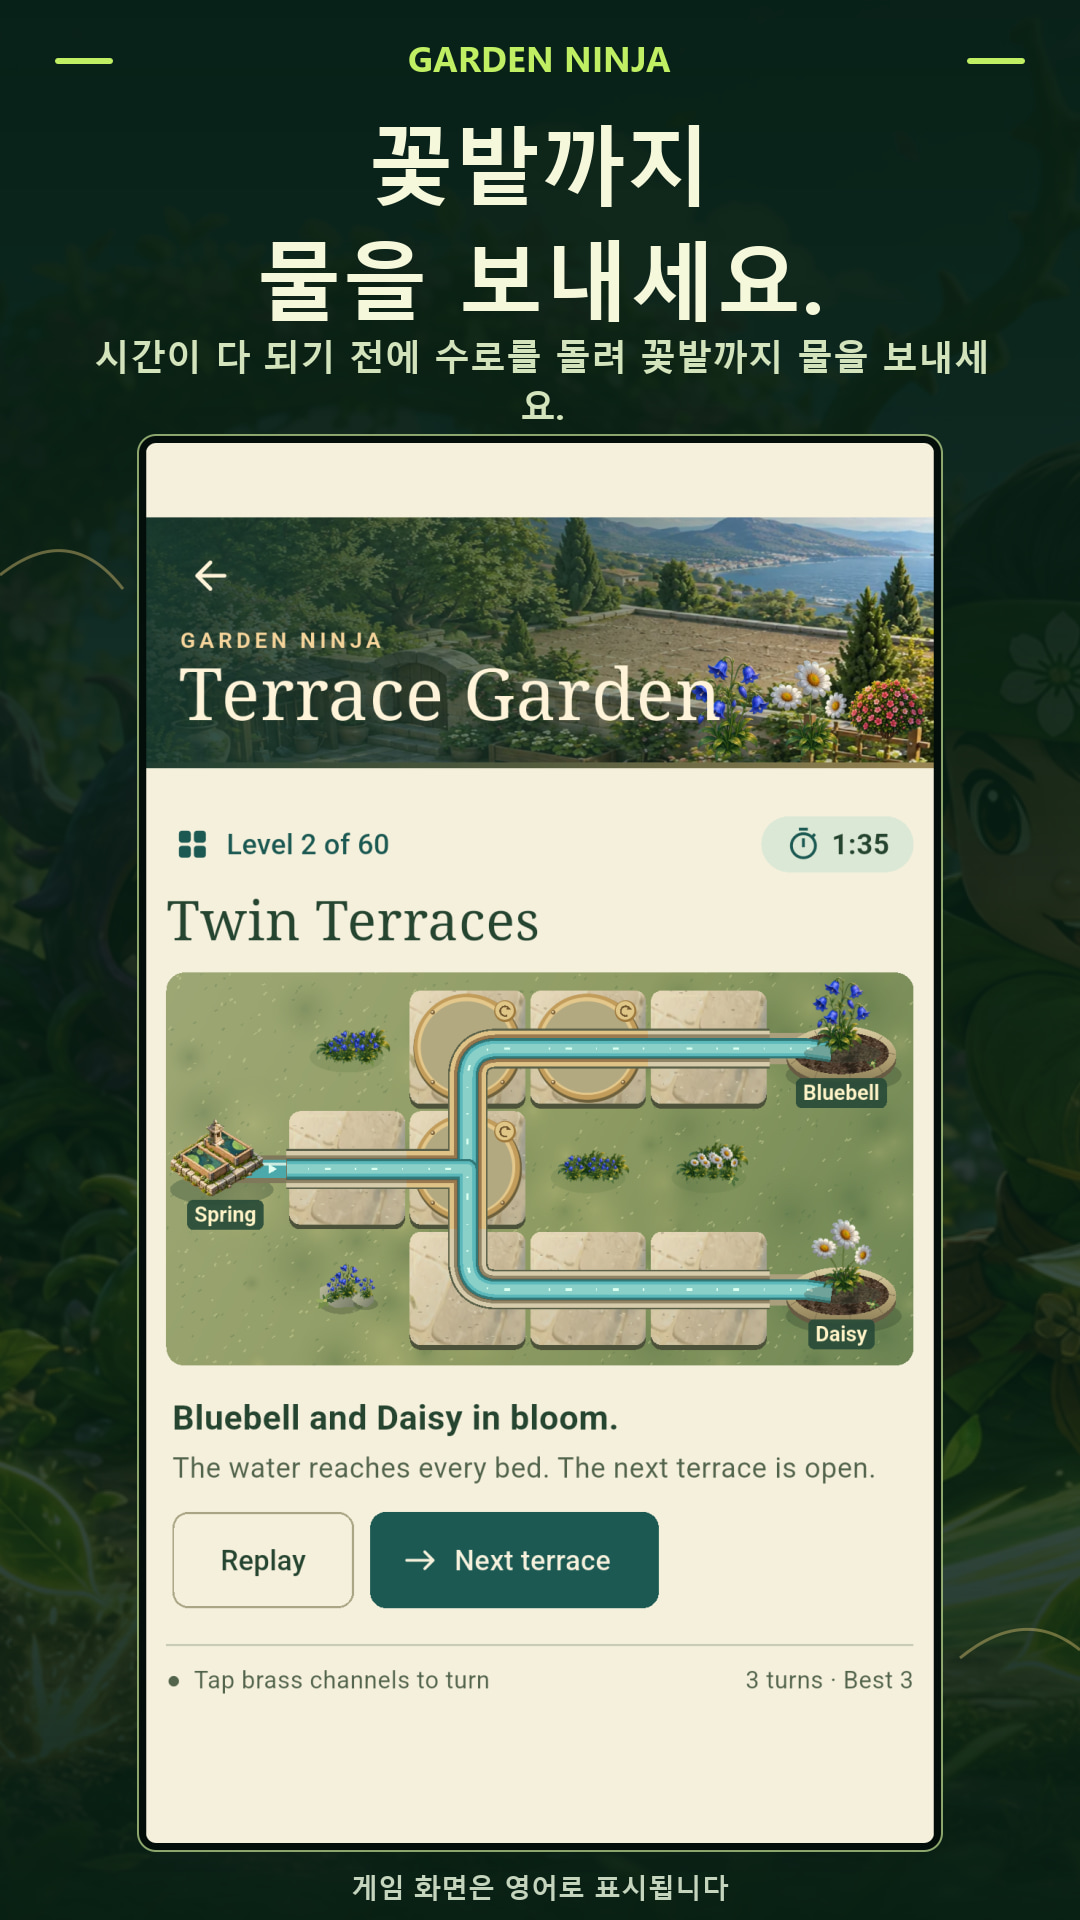 GARDEN NINJA
꽃밭까지
물을 보내세요.
시간이 다 되기 전에 수로를 돌려 꽃밭까지 물을 보내세
요.
GARDEN NINJA
Terrace Garden
Level 2 of 60
1:35
Twin Terraces
Bluebell
Spring
Daisy
Bluebell and Daisy in bloom.
The water reaches every bed. The next terrace is open.
Replay
→ Next terrace
• Tap brass channels to turn
3 turns · Best 3
게임 화면은 영어로 표시됩니다